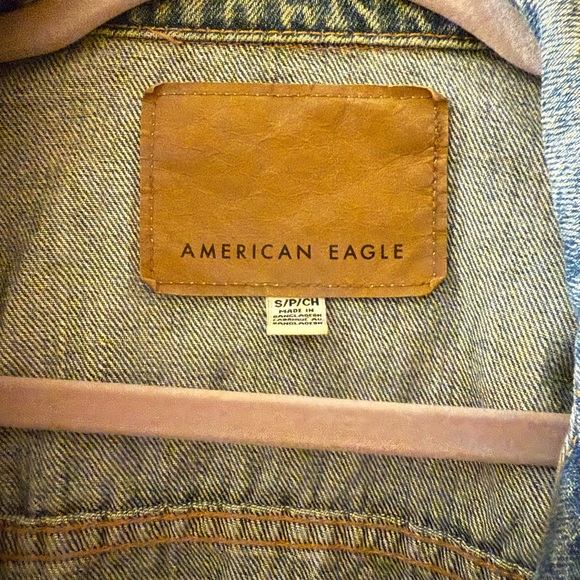 AMERICAN EAGLE
S/P/CH
MADE IN
BANGLADESH
FABRIQUÉ AU
BANGLADESH